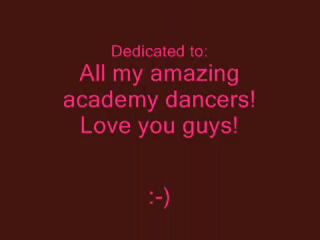 Dedicated to:
All my amazing
academy dancers!
Love you guys!
:-)